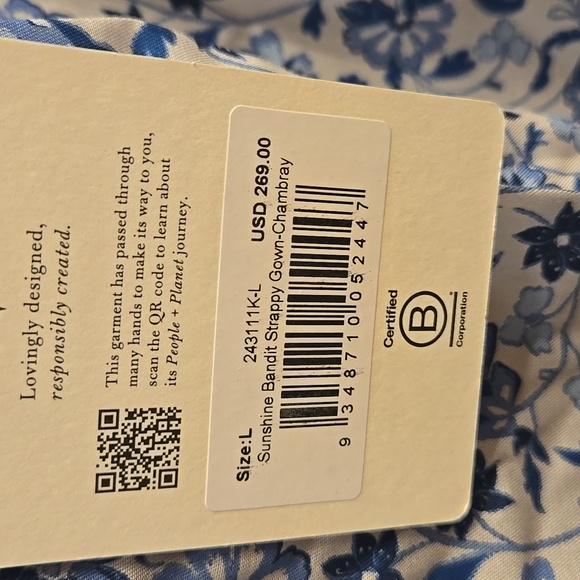 Lovingly designed,
responsibly created.
This garment has passed through
many hands to make its way to you,
scan the QR code to learn about
its People + Planet journey.
Size:L 243111K-L USD 269.00
Sunshine Bandit Strappy Gown-Chambray
9 348710 052447
Certified
B
Corporation